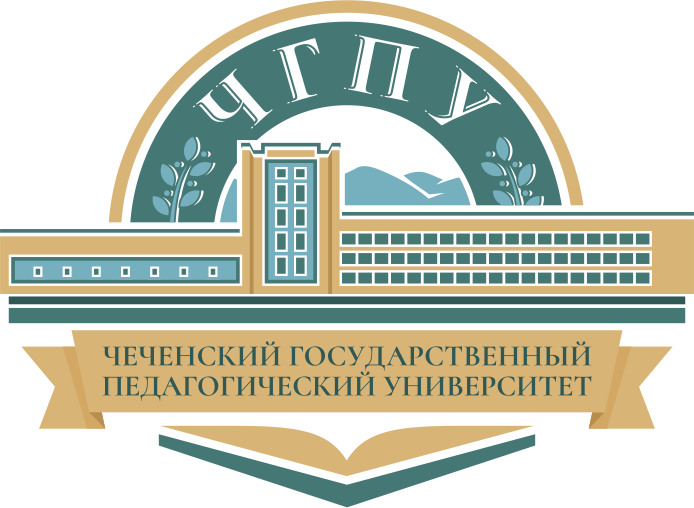 ЧГПУ
ЧЕЧЕНСКИЙ ГОСУДАРСТВЕННЫЙ
ПЕДАГОГИЧЕСКИЙ УНИВЕРСИТЕТ